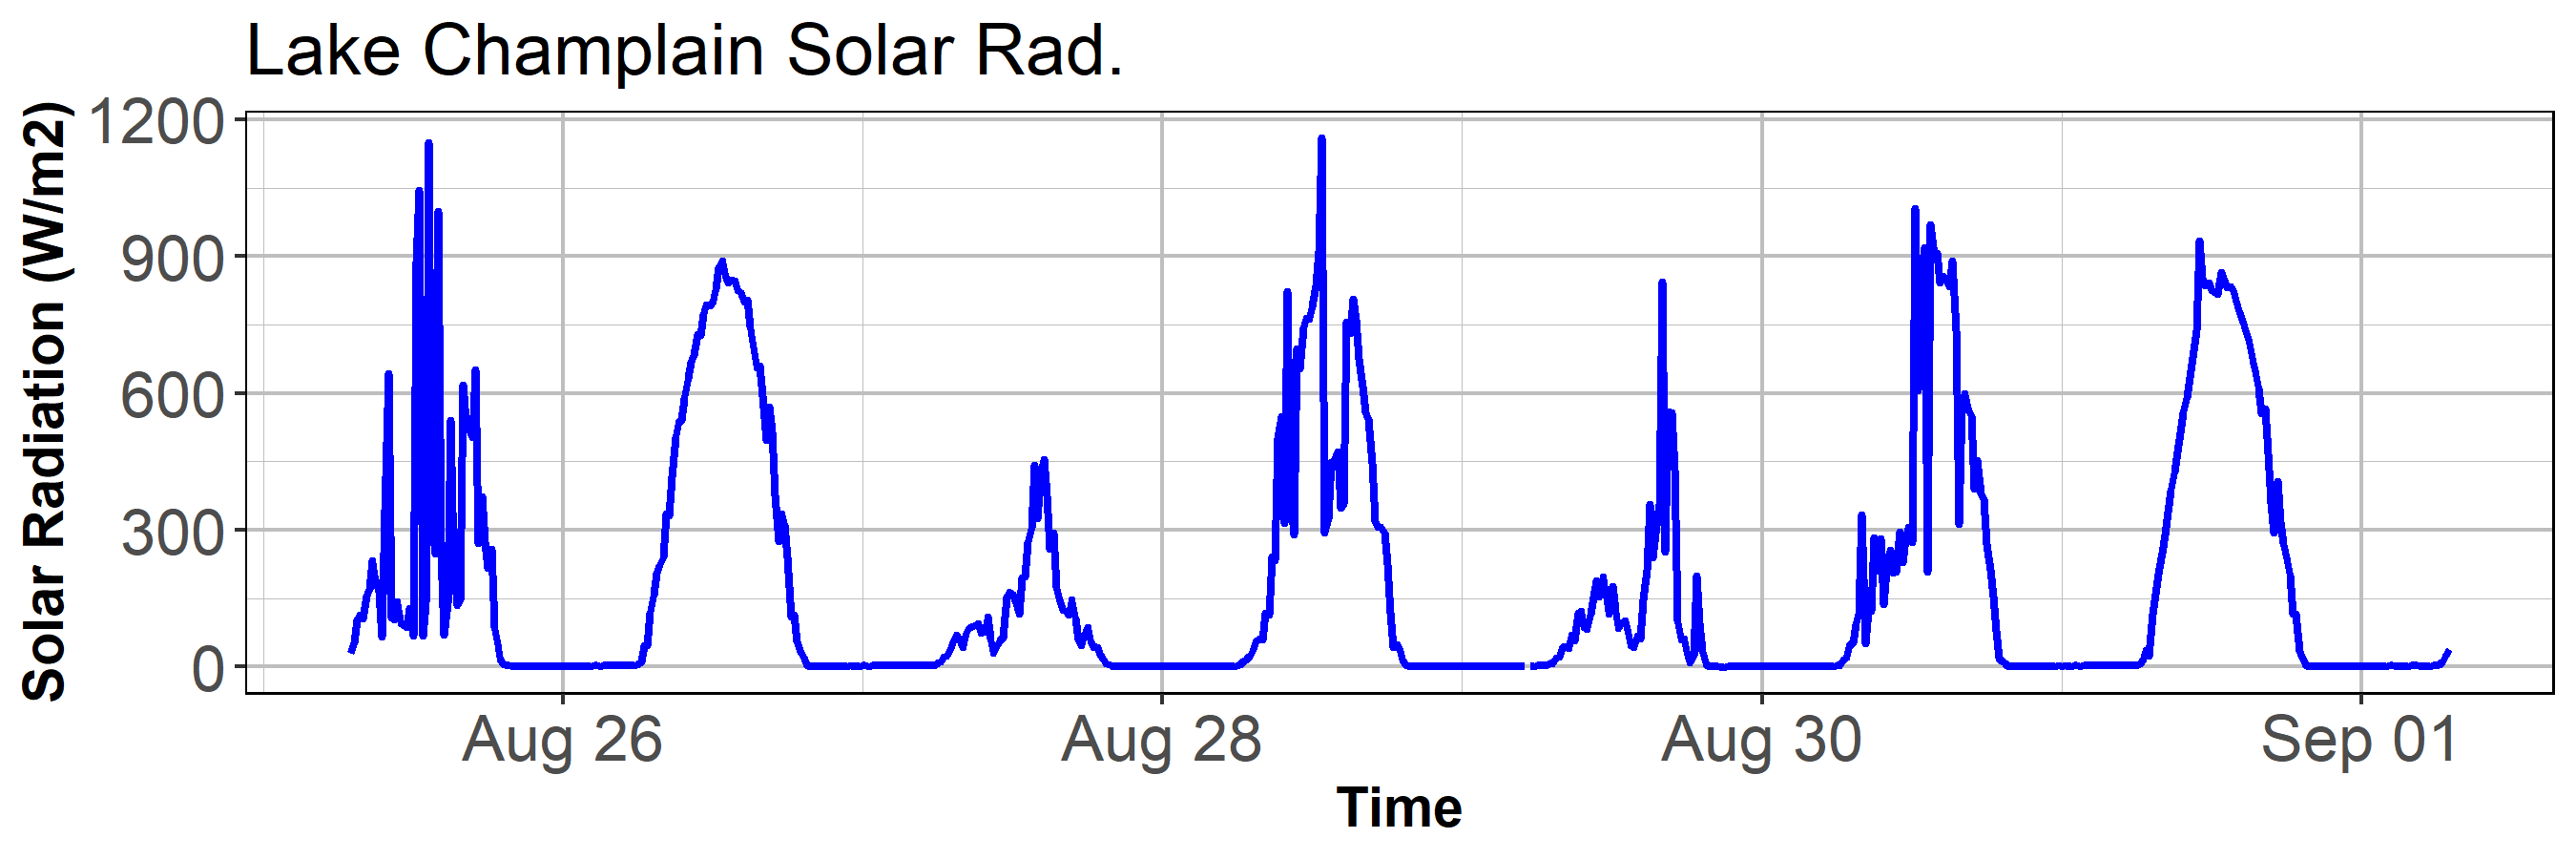 Lake Champlain Solar Rad.
Solar Radiation (W/m2)
1200
900
600
300
0
Aug 26 Aug 28 Aug 30 Sep 01
Time